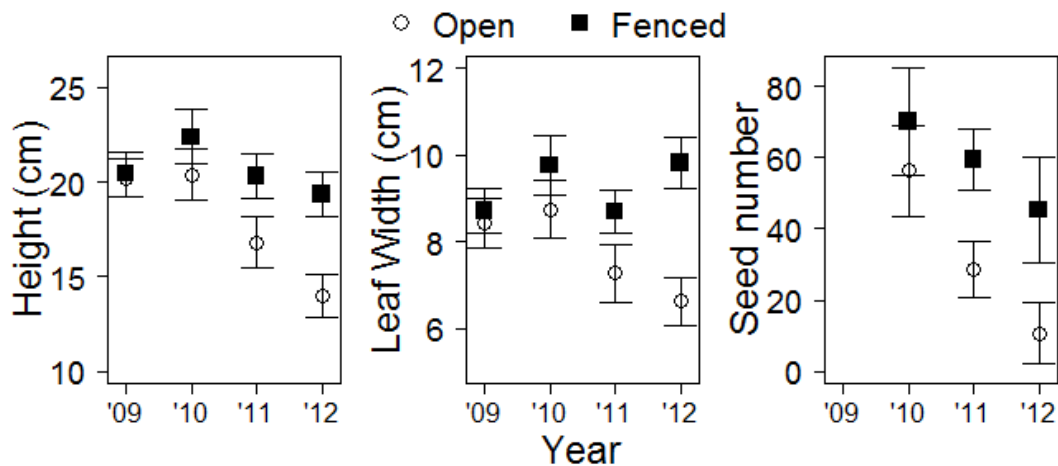 Open Fenced
Height (cm)
25
20
15
10
'09 '10 '11 '12
Leaf Width (cm)
12
10
8
6
'09 '10 '11 '12
Year
Seed number
80
60
40
20
0
'09 '10 '11 '12